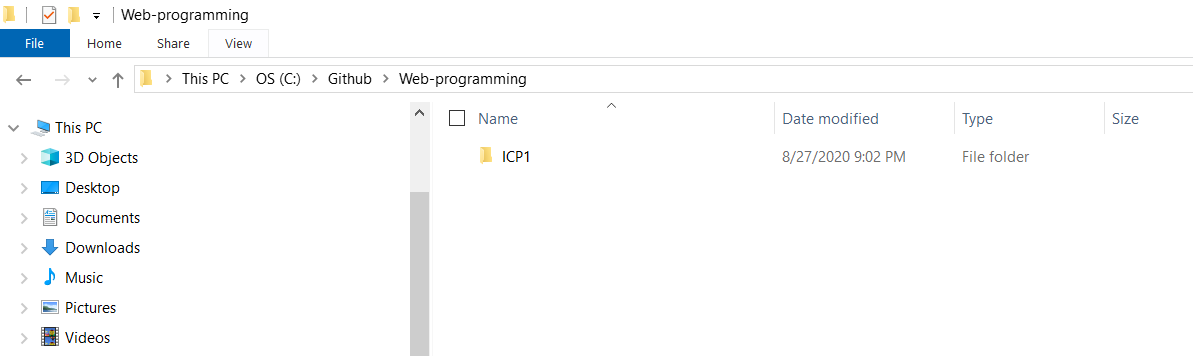 Web-programming
File Home Share View
This PC OS (C:) Github Web-programming
Name Date modified Type Size
This PC
ICP1 8/27/2020 9:02 PM File folder
3D Objects
Desktop
Documents
Downloads
Music
Pictures
Videos